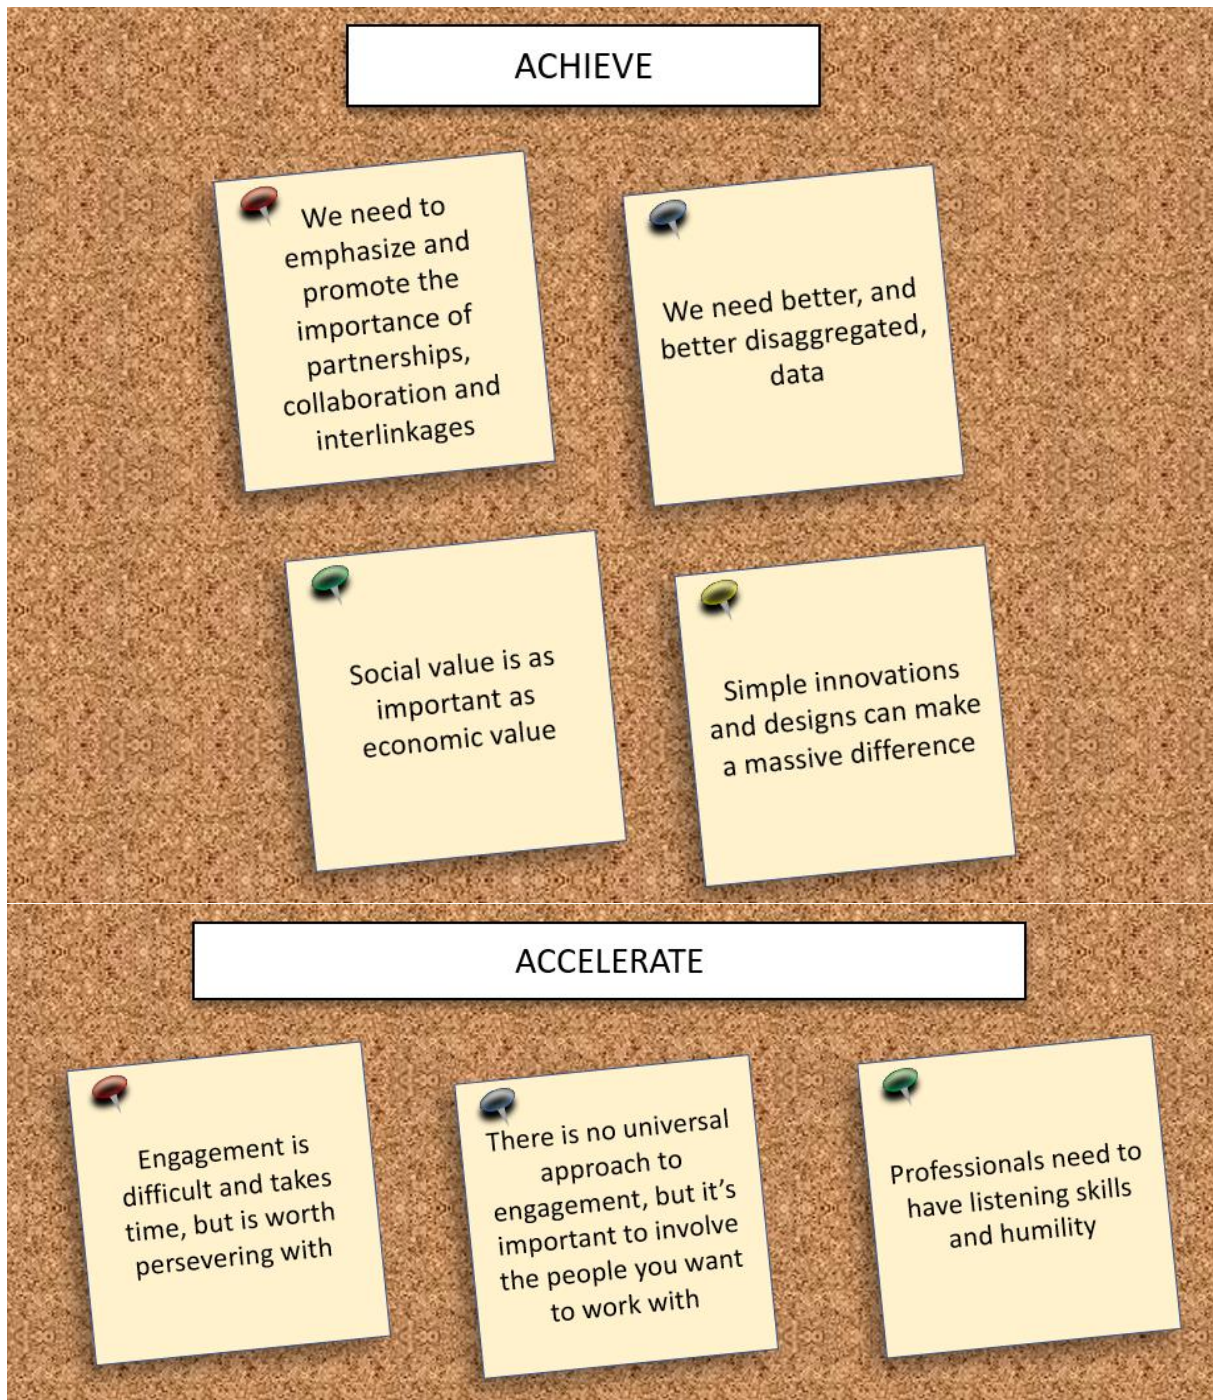 ACHIEVE
We need to
emphasize and
promote the
importance of
partnerships,
collaboration and
interlinkages
We need better, and
better disaggregated,
data
Social value is as
important as
economic value
Simple innovations
and designs can make
a massive difference
ACCELERATE
Engagement is
difficult and takes
time, but is worth
persevering with
There is no universal
approach to
engagement, but it’s
important to involve
the people you want
to work with
Professionals need to
have listening skills
and humility